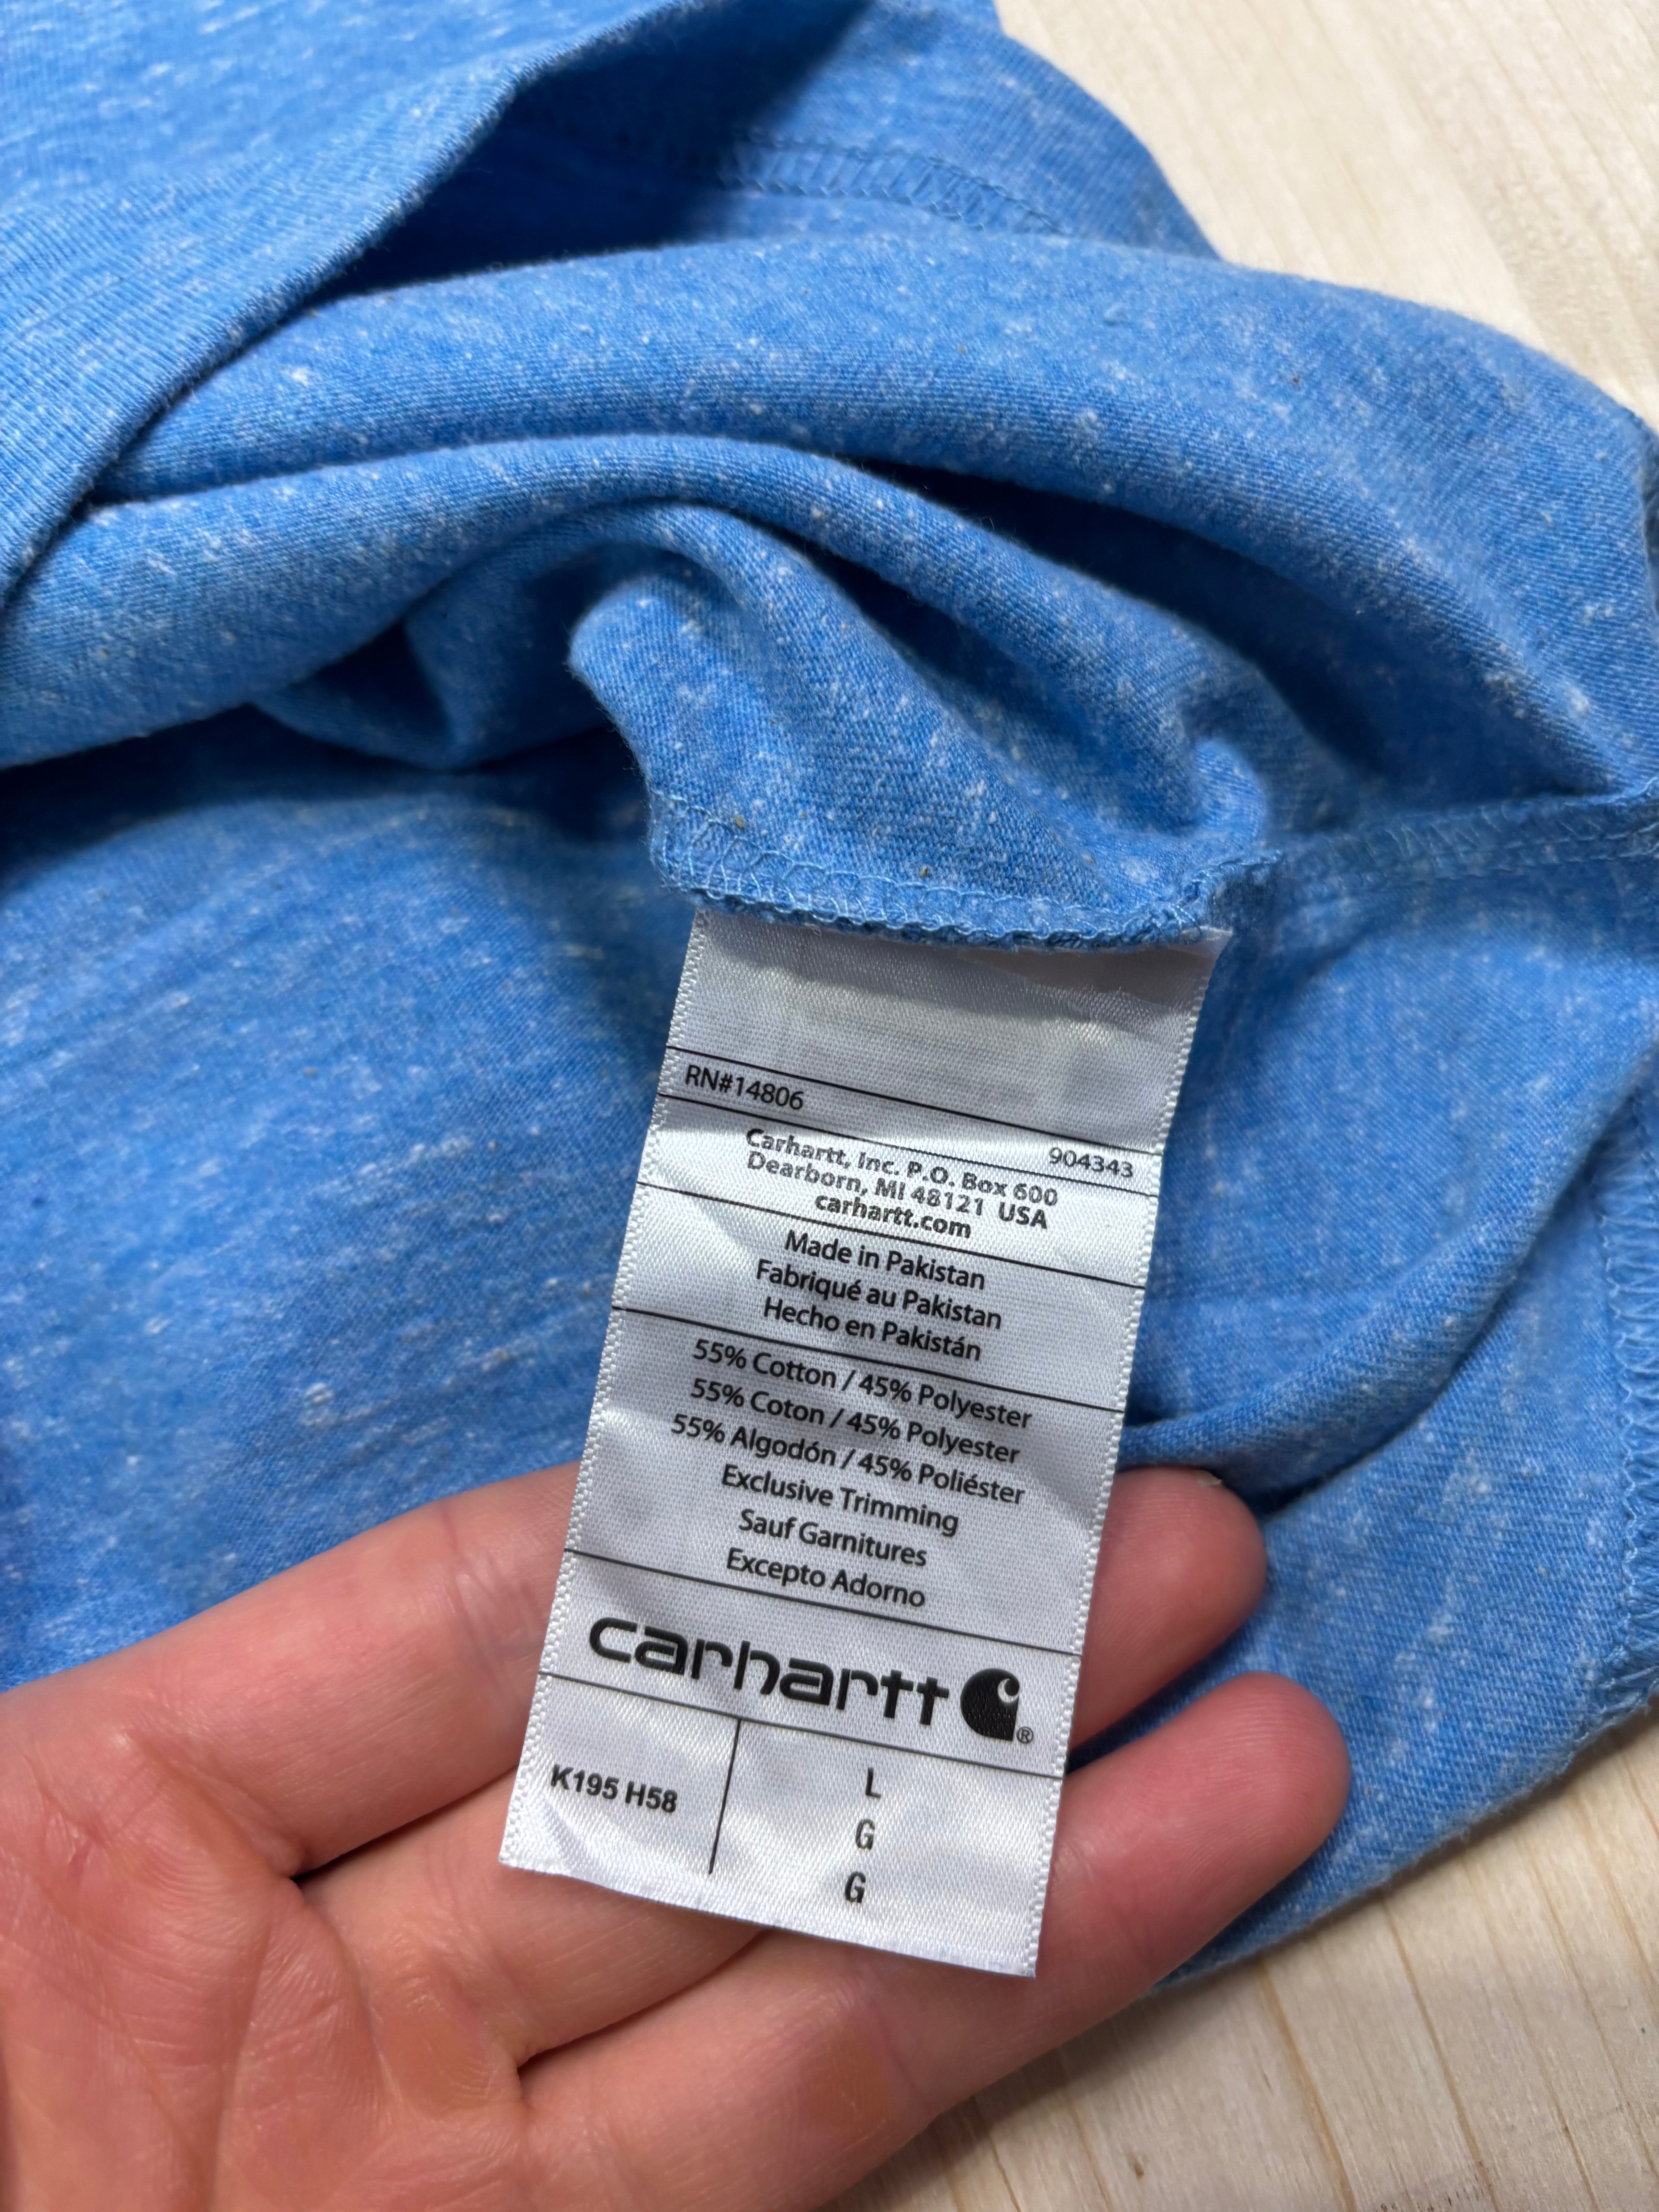 RN#14806
904343
Carhartt, Inc. P.O. Box 600
Dearborn, MI 48121 USA
carhartt.com
Made in Pakistan
Fabriqué au Pakistan
Hecho en Pakistán
55% Cotton / 45% Polyester
55% Coton / 45% Polyester
55% Algodón / 45% Poliéster
Exclusive Trimming
Sauf Garnitures
Excepto Adorno
carhartt ®
K195 H58
L
G
G